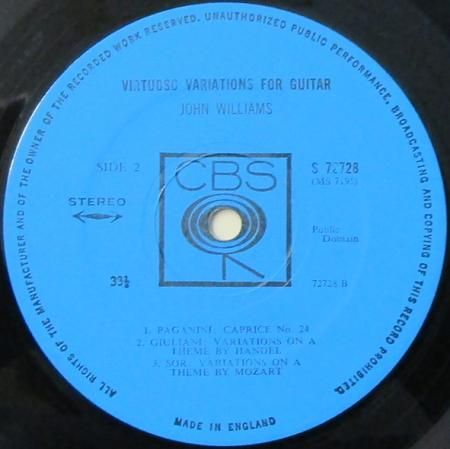 ALL RIGHTS OF THE MANUFACTURER AND OF THE OWNER OF THE RECORDED WORK RESERVED. UNAUTHORIZED PUBLIC PERFORMANCE, BROADCASTING AND COPYING OF THIS RECORD PROHIBITED.
VIRTUOSO VARIATIONS FOR GUITAR
JOHN WILLIAMS
SIDE 2
CBS
S 72728
(MS 7195)
STEREO
Public
Domain
33⅓
72728 B
1. PAGANINI: CAPRICE No. 24
2. GIULIANI: VARIATIONS ON A
THEME BY HANDEL
3. SOR: VARIATIONS ON A
THEME BY MOZART
MADE IN ENGLAND